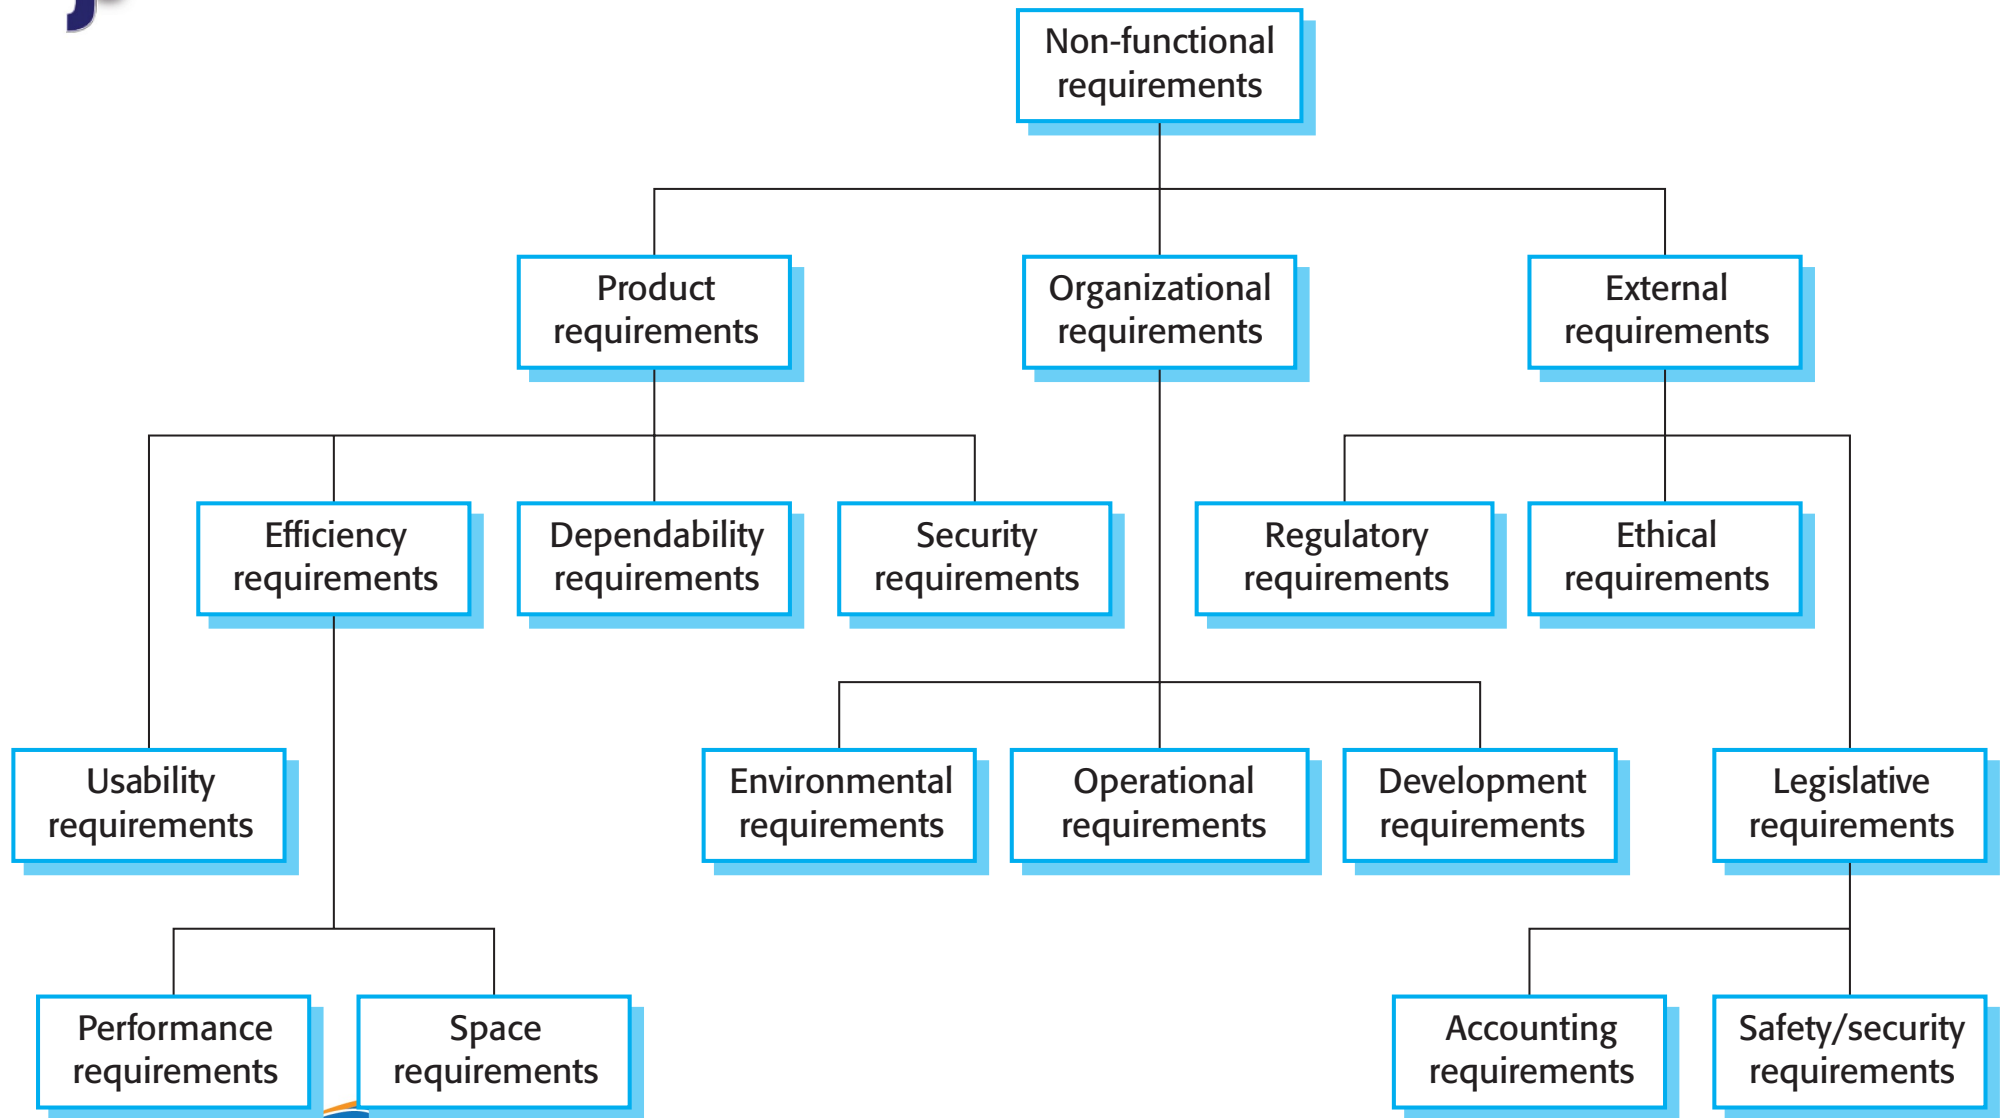 Non-functional
requirements
Product
requirements
Organizational
requirements
External
requirements
Efficiency
requirements
Dependability
requirements
Security
requirements
Regulatory
requirements
Ethical
requirements
Usability
requirements
Environmental
requirements
Operational
requirements
Development
requirements
Legislative
requirements
Performance
requirements
Space
requirements
Accounting
requirements
Safety/security
requirements